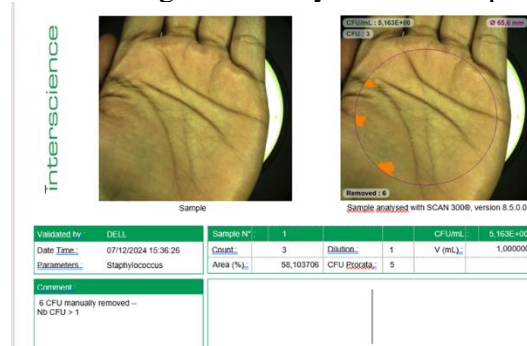 interscience
CFU/mL : 5,163E+00
Ø 65,6 mm
CFU : 3
Removed : 6
Sample
Sample analysed with SCAN 300®, version 8.5.0.0
Validated by :
DELL
Date Time :
07/12/2024 15:36:26
Parameters :
Staphylococcus
Sample N° :
1
CFU/mL :
5,163E+00
Count :
3
Dilution :
1
V (mL) :
1,000000
Area (%) :
58,103706
CFU Prorata :
5
Comment :
6 CFU manually removed --
Nb CFU > 1